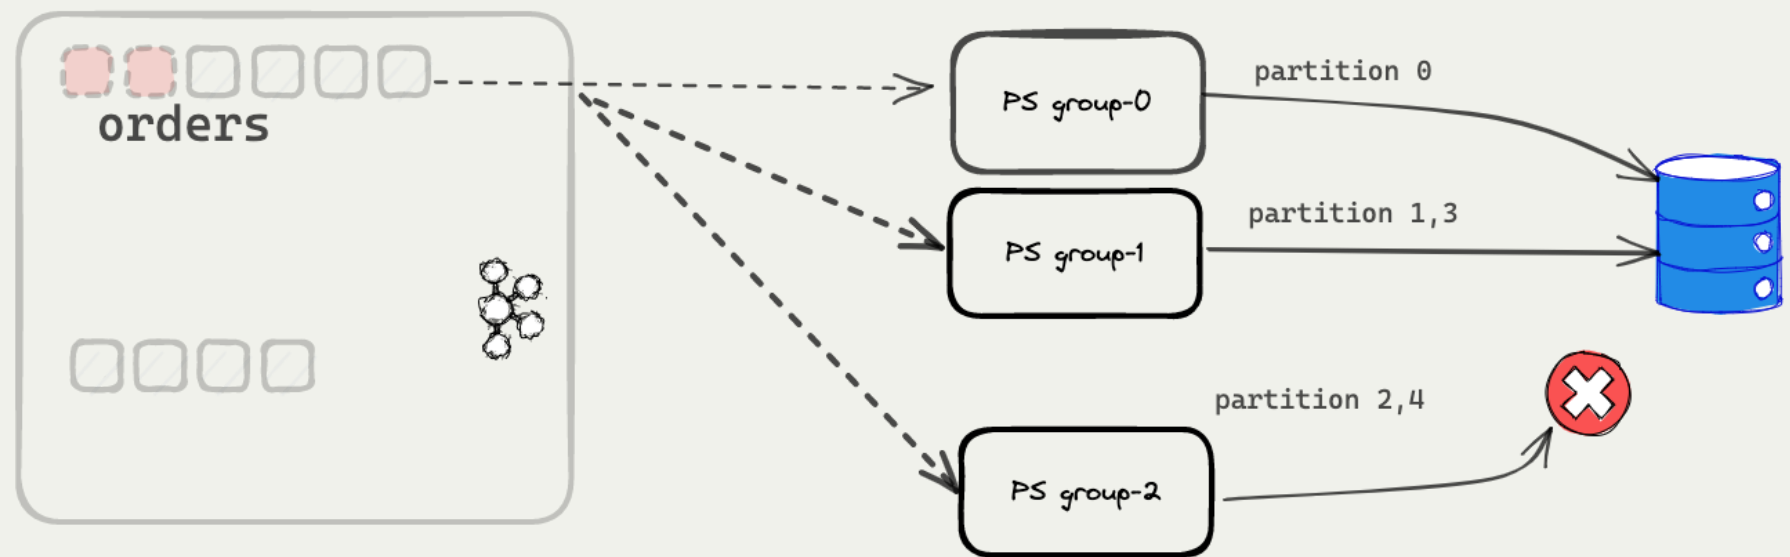 orders
PS group-0
partition 0
PS group-1
partition 1,3
PS group-2
partition 2,4